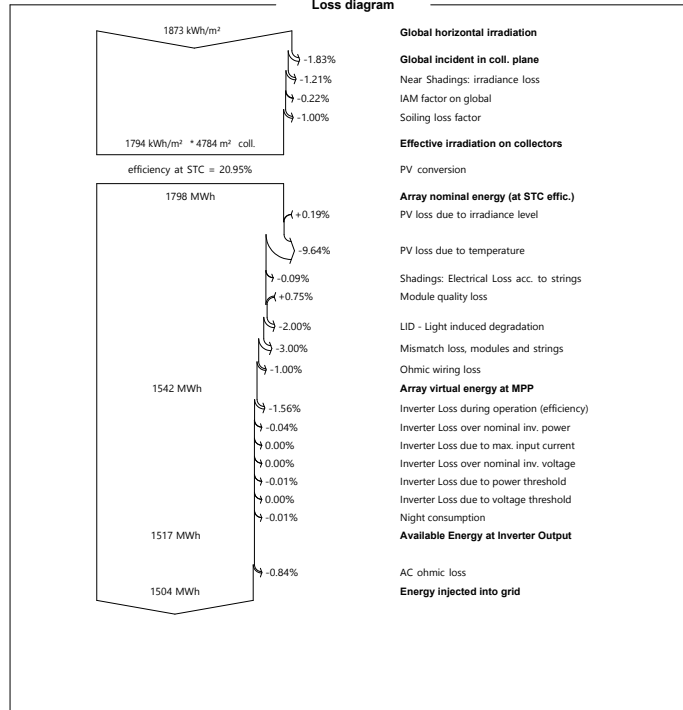 Loss diagram
1873 kWh/m² Global horizontal irradiation
-1.83% Global incident in coll. plane
-1.21% Near Shadings: irradiance loss
-0.22% IAM factor on global
-1.00% Soiling loss factor
1794 kWh/m² * 4784 m² coll. Effective irradiation on collectors
efficiency at STC = 20.95% PV conversion
1798 MWh Array nominal energy (at STC effic.)
+0.19% PV loss due to irradiance level
-9.64% PV loss due to temperature
-0.09% Shadings: Electrical Loss acc. to strings
+0.75% Module quality loss
-2.00% LID - Light induced degradation
-3.00% Mismatch loss, modules and strings
-1.00% Ohmic wiring loss
1542 MWh Array virtual energy at MPP
-1.56% Inverter Loss during operation (efficiency)
-0.04% Inverter Loss over nominal inv. power
0.00% Inverter Loss due to max. input current
0.00% Inverter Loss over nominal inv. voltage
-0.01% Inverter Loss due to power threshold
0.00% Inverter Loss due to voltage threshold
-0.01% Night consumption
1517 MWh Available Energy at Inverter Output
-0.84% AC ohmic loss
1504 MWh Energy injected into grid